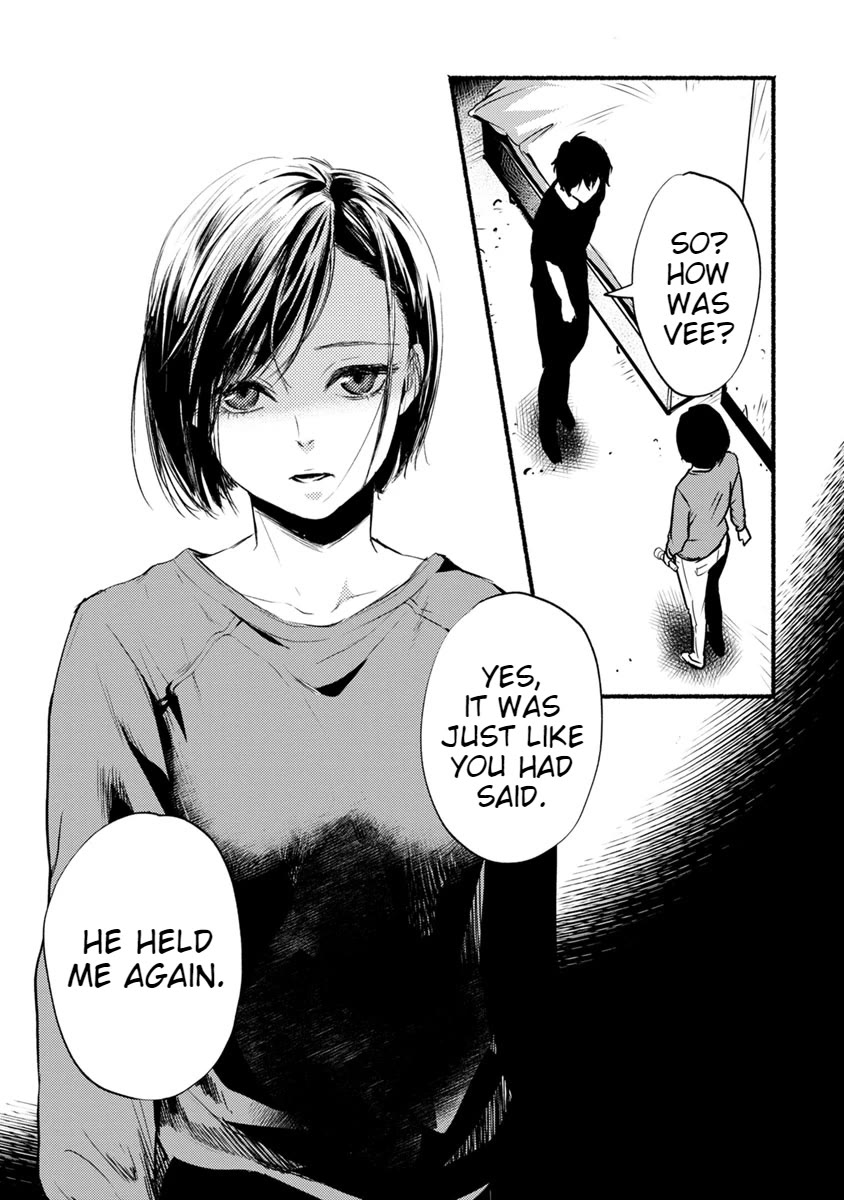 SO?
HOW
WAS
VEE?
YES,
IT WAS
JUST LIKE
YOU HAD
SAID.
HE HELD
ME AGAIN.